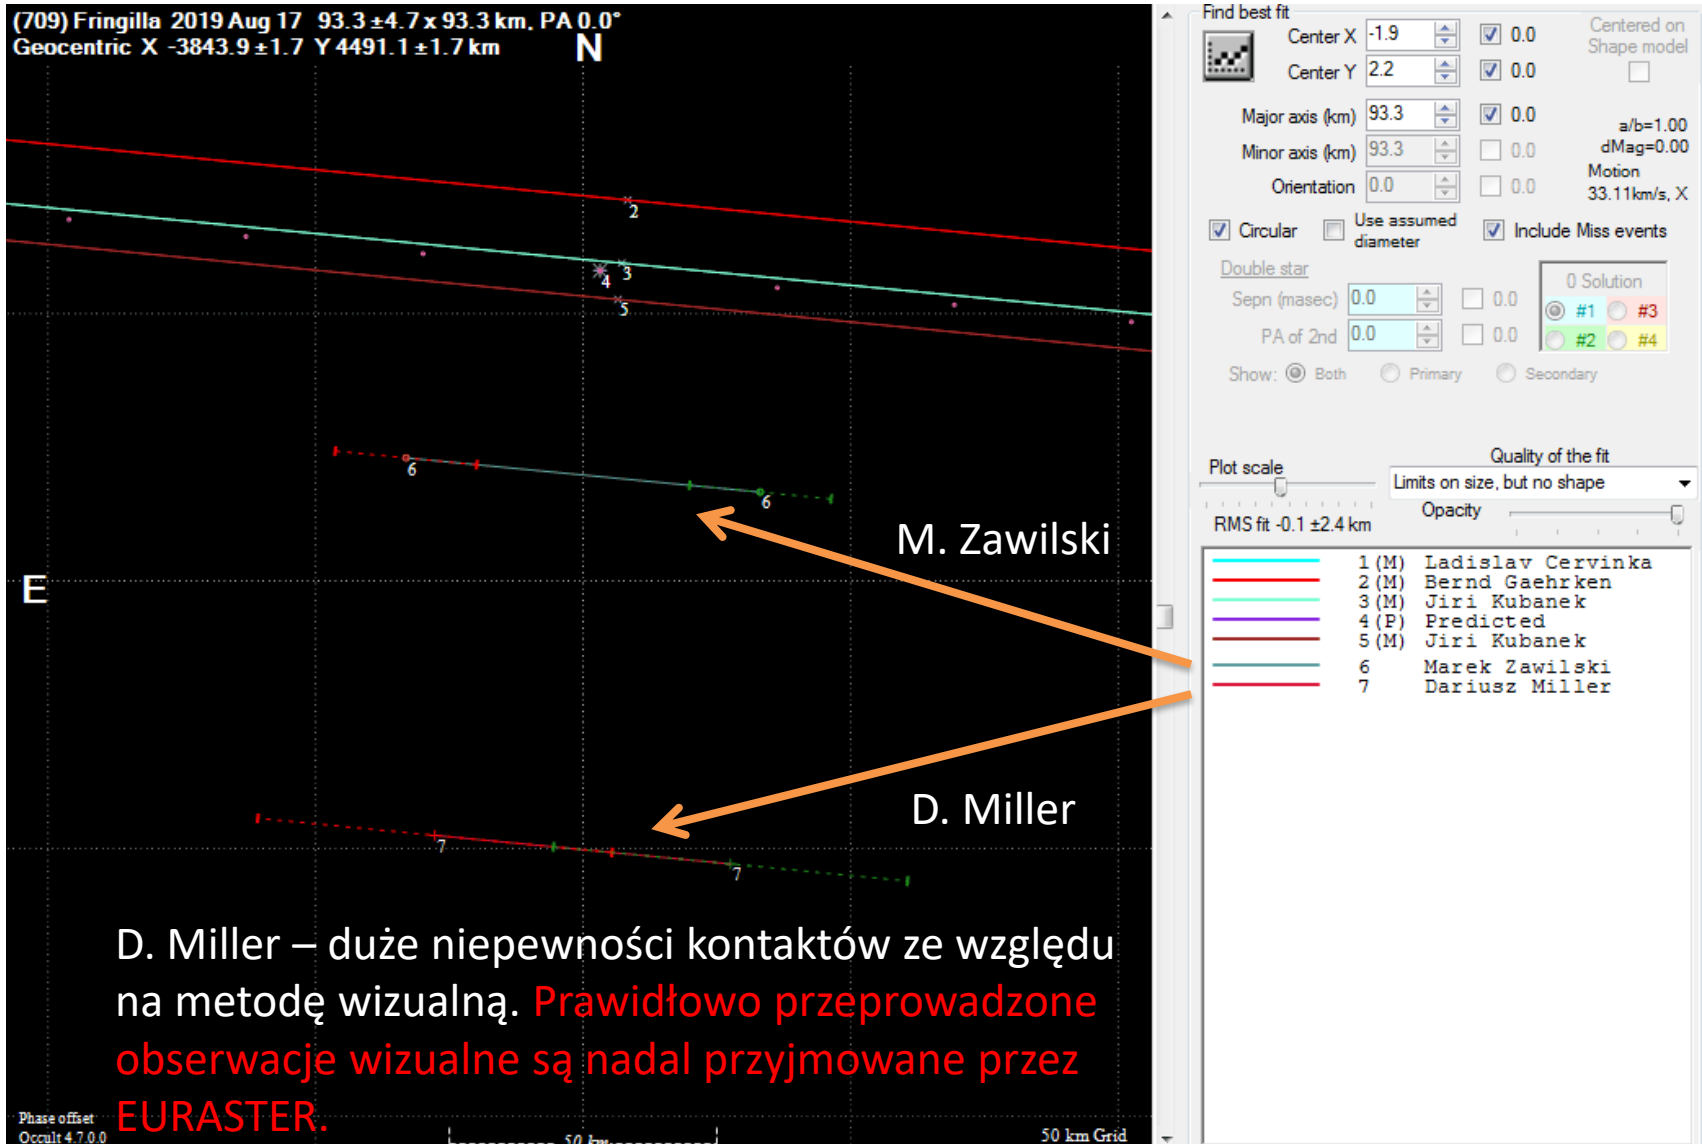 (709) Fringilla 2019 Aug 17 93.3 ±4.7 x 93.3 km, PA 0.0°
Geocentric X -3843.9 ±1.7 Y 4491.1 ±1.7 km
N
2
3
4
5
6
6
M. Zawilski
E
D. Miller
7
7
D. Miller – duże niepewności kontaktów ze względu
na metodę wizualną. Prawidłowo przeprowadzone
obserwacje wizualne są nadal przyjmowane przez
EURASTER.
Phase offset
Occult 4.7.0.0
50 km
50 km Grid
Find best fit
Center X -1.9 0.0
Centered on
Shape model
Center Y 2.2 0.0
Major axis (km) 93.3 0.0
a/b=1.00
Minor axis (km) 93.3 0.0
dMag=0.00
Orientation 0.0 0.0
Motion
33.11km/s, X
Circular
Use assumed
diameter
Include Miss events
Double star
Sepn (masec) 0.0 0.0
PA of 2nd 0.0 0.0
0 Solution
#1 #3
#2 #4
Show: Both Primary Secondary
Plot scale
Quality of the fit
Limits on size, but no shape
RMS fit -0.1 ±2.4 km
Opacity
1 (M) Ladislav Cervinka
2 (M) Bernd Gaehrken
3 (M) Jiri Kubanek
4 (P) Predicted
5 (M) Jiri Kubanek
6 Marek Zawilski
7 Dariusz Miller